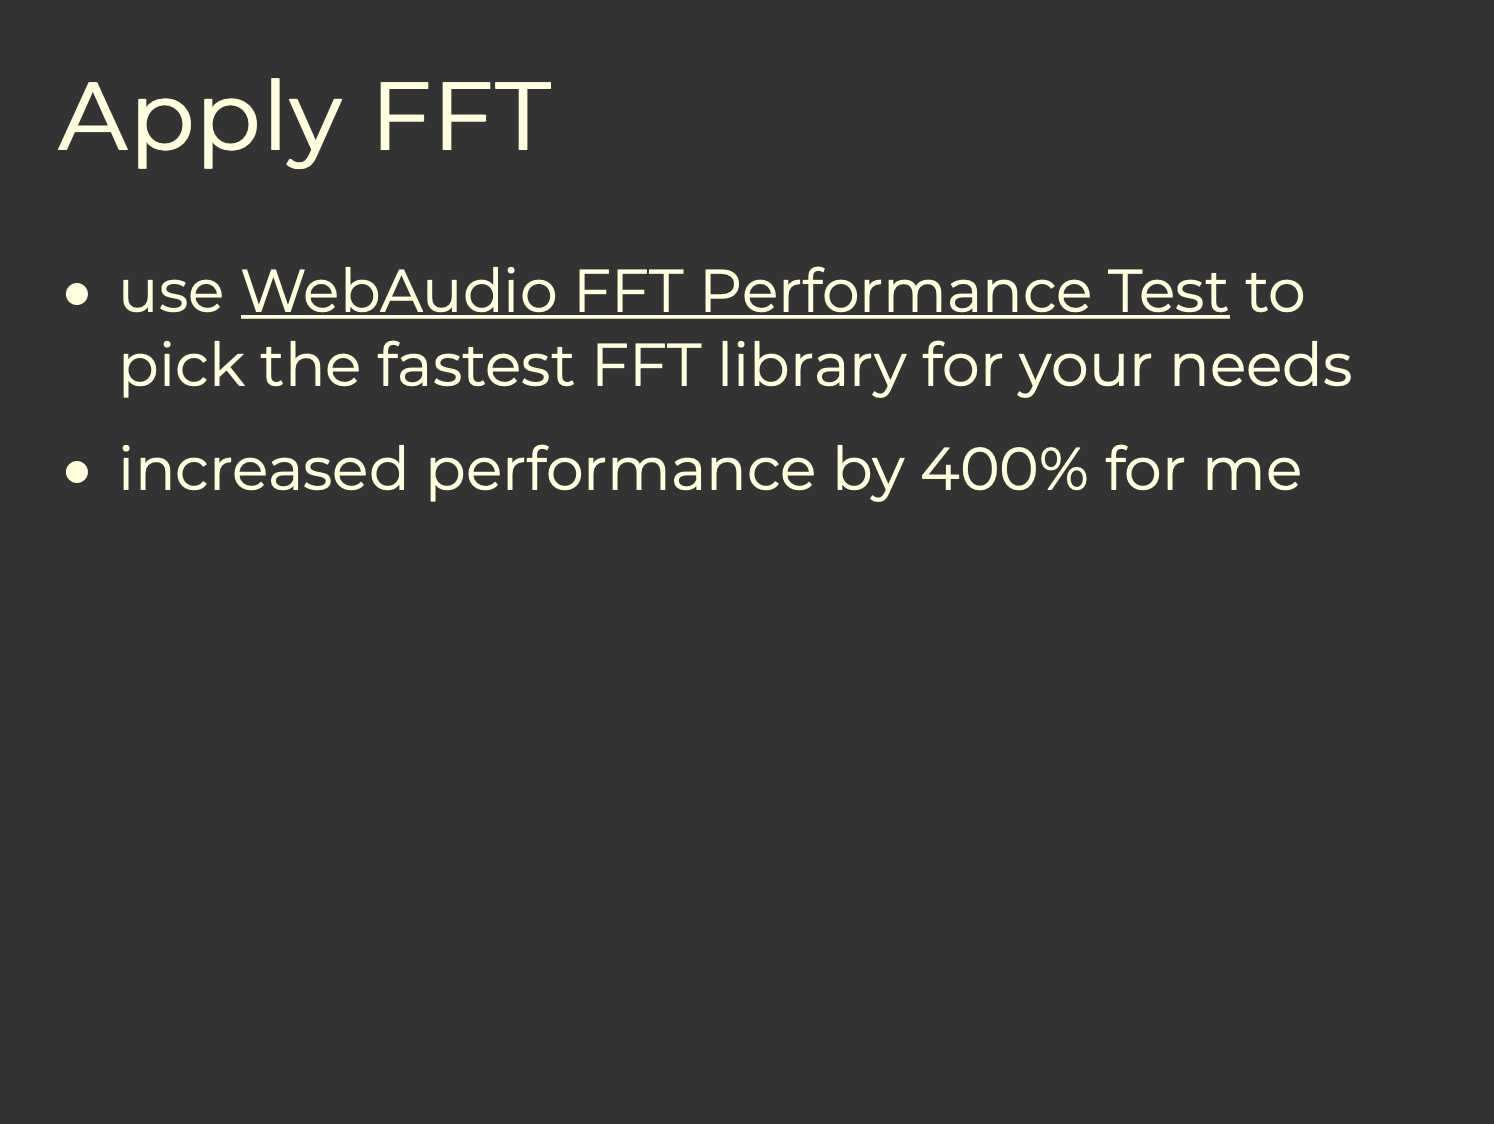 Apply FFT
• use WebAudio FFT Performance Test to
pick the fastest FFT library for your needs
• increased performance by 400% for me